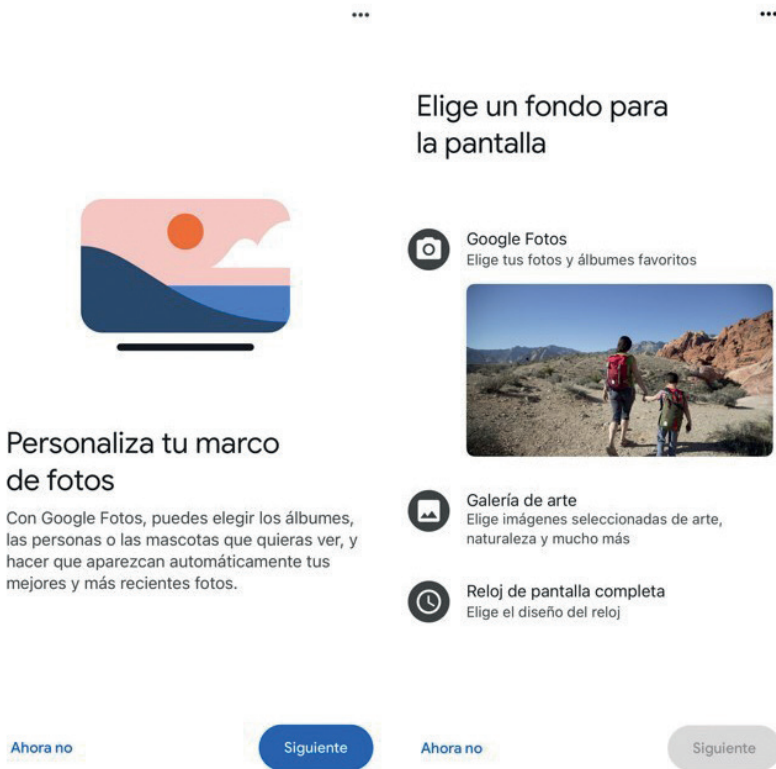 Personaliza tu marco
de fotos
Con Google Fotos, puedes elegir los álbumes,
las personas o las mascotas que quieras ver, y
hacer que aparezcan automáticamente tus
mejores y más recientes fotos.
Ahora no
Siguiente
Elige un fondo para
la pantalla
Google Fotos
Elige tus fotos y álbumes favoritos
Galería de arte
Elige imágenes seleccionadas de arte,
naturaleza y mucho más
Reloj de pantalla completa
Elige el diseño del reloj
Ahora no
Siguiente